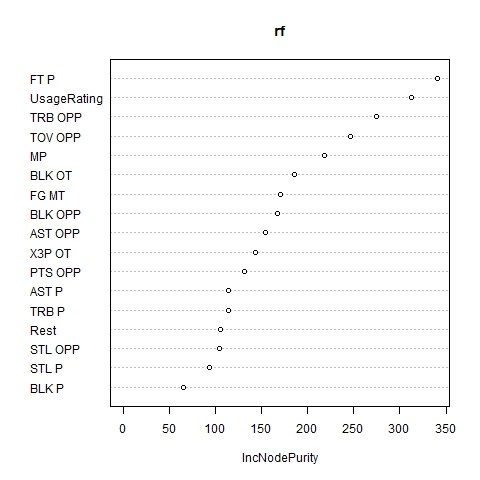 rf
FT P
UsageRating
TRB OPP
TOV OPP
MP
BLK OT
FG MT
BLK OPP
AST OPP
X3P OT
PTS OPP
AST P
TRB P
Rest
STL OPP
STL P
BLK P
0 50 100 150 200 250 300 350
IncNodePurity